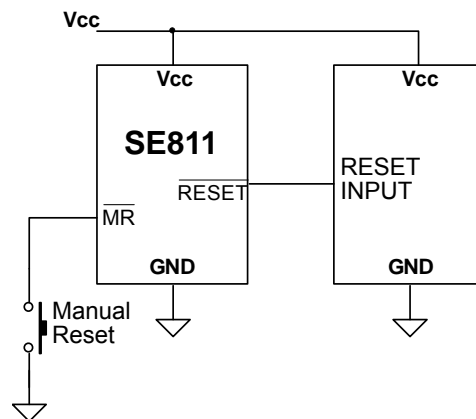 Vcc
Vcc
Vcc
SE811
RESET
INPUT
RESET
MR
GND
GND
Manual
Reset